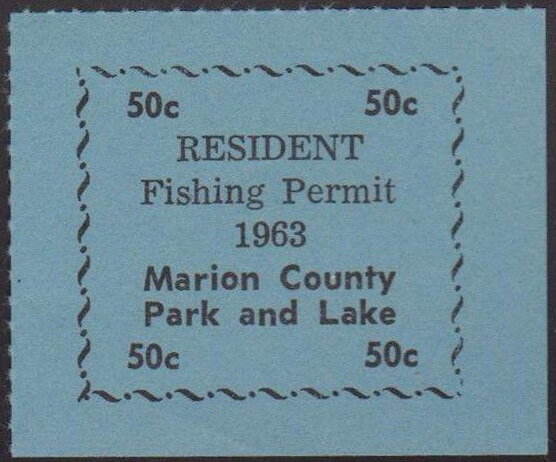 50c 50c
RESIDENT
Fishing Permit
1963
Marion County
Park and Lake
50c 50c